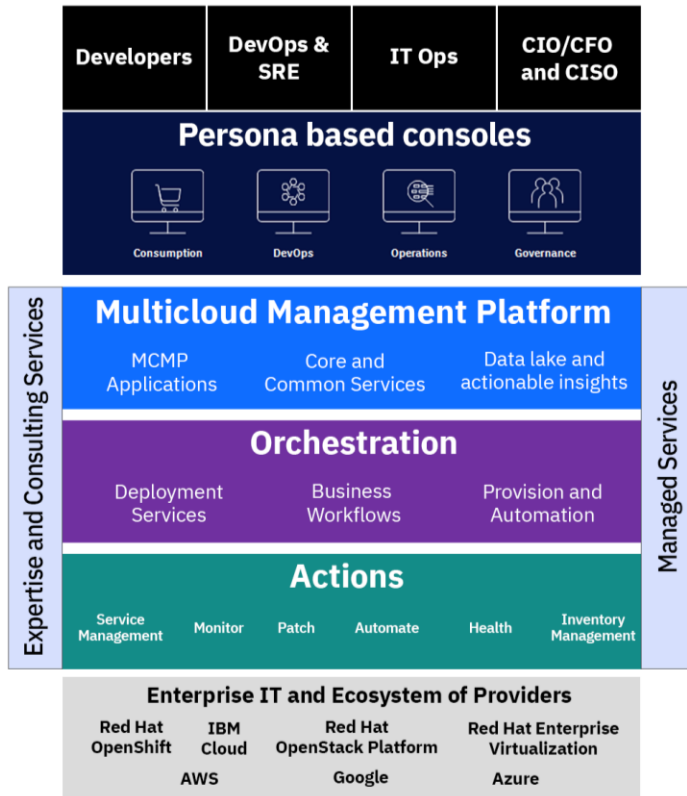 Developers
DevOps &
SRE
IT Ops
CIO/CFO
and CISO
Persona based consoles
Consumption
DevOps
Operations
Governance
Expertise and Consulting Services
Multicloud Management Platform
MCMP
Applications
Core and
Common Services
Data lake and
actionable insights
Orchestration
Deployment
Services
Business
Workflows
Provision and
Automation
Actions
Service
Management
Monitor
Patch
Automate
Health
Inventory
Management
Managed Services
Enterprise IT and Ecosystem of Providers
Red Hat
OpenShift
IBM
Cloud
Red Hat
OpenStack Platform
Red Hat Enterprise
Virtualization
AWS
Google
Azure